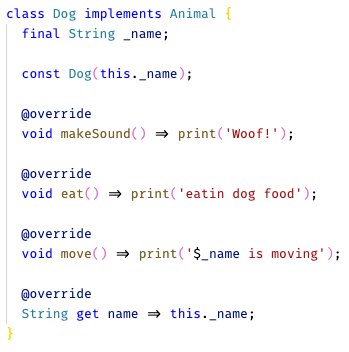 class Dog implements Animal {
  final String _name;

  const Dog(this._name);

  @override
  void makeSound() => print('Woof!');

  @override
  void eat() => print('eatin dog food');

  @override
  void move() => print('$_name is moving');

  @override
  String get name => this._name;
}